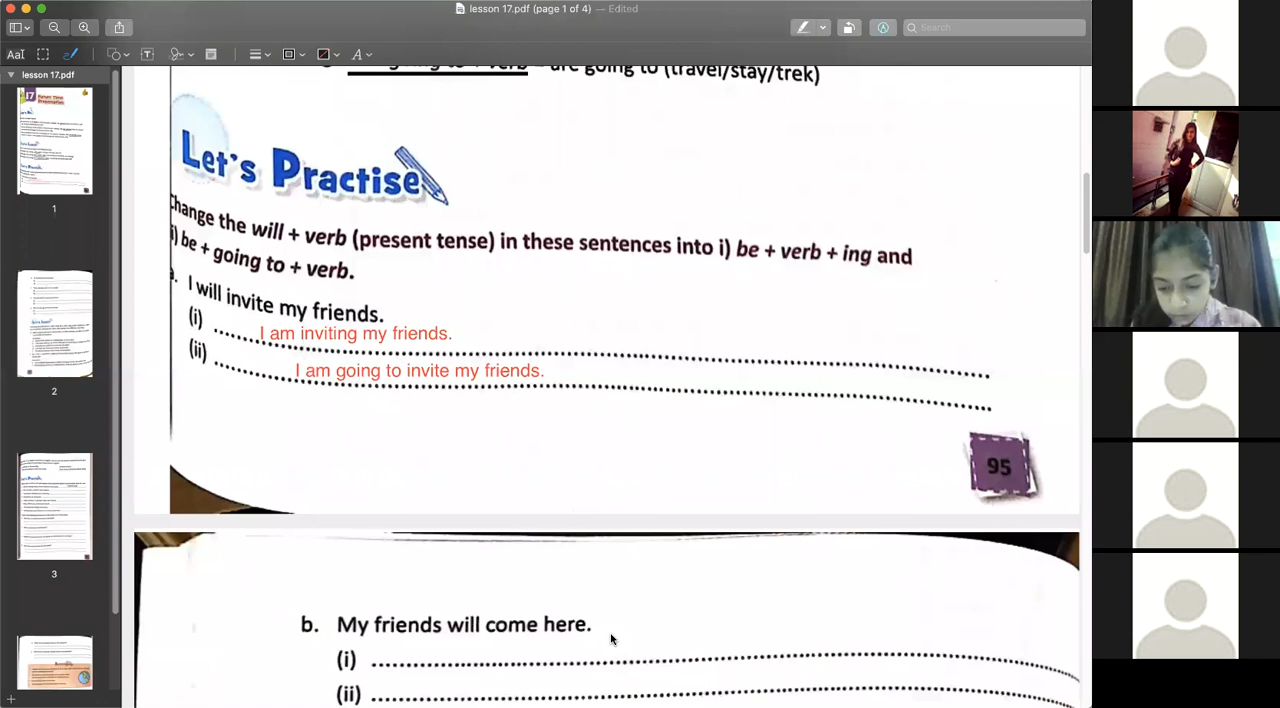 lesson 17.pdf (page 1 of 4) — Edited
Search
AaI
T
A
lesson 17.pdf
are going to (travel/stay/trek)
Let's Practise
Change the will + verb (present tense) in these sentences into i) be + verb + ing and
be + going to + verb.
I will invite my friends.
(i) I am inviting my friends.
(ii) I am going to invite my friends.
95
b. My friends will come here.
(i)
(ii)
1
2
3